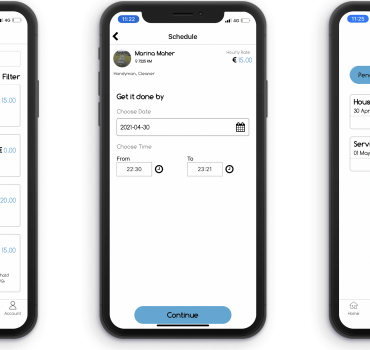 Filter
15.00
€ 0.00
20.00
15.00
Account
11:22
4G
Schedule
Marina Maher
Hourly Rate
€ 15.00
Handyman, Cleaner
Get it done by
Choose Date
2021-04-30
Choose Time
From
To
22:30
23:21
Continue
11:25
Pen
Hous
30 Apr
Servi
01 May
Home